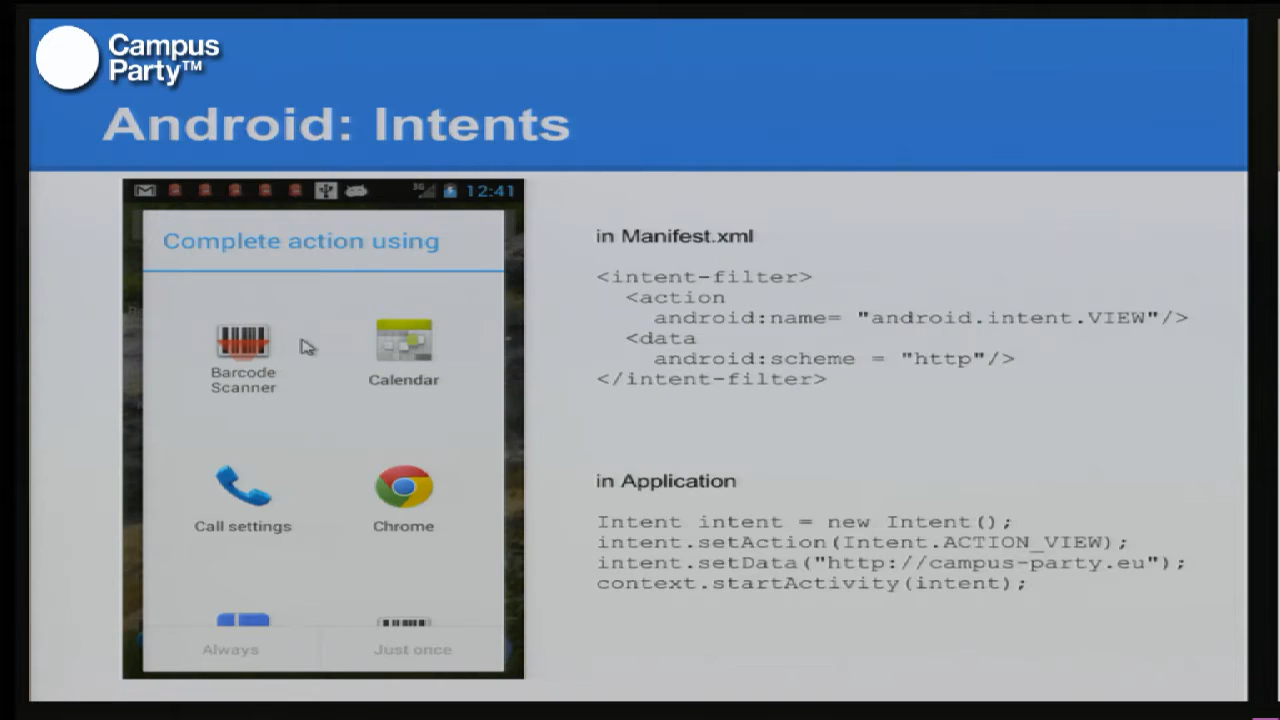 Campus
Party™
Android: Intents
12:41
Complete action using
Barcode
Scanner
Calendar
Call settings
Chrome
Always
Just once
in Manifest.xml
<intent-filter>
<action
android:name= "android.intent.VIEW"/>
<data
android:scheme = "http"/>
</intent-filter>
in Application
Intent intent = new Intent();
intent.setAction(Intent.ACTION_VIEW);
intent.setData("http://campus-party.eu");
context.startActivity(intent);